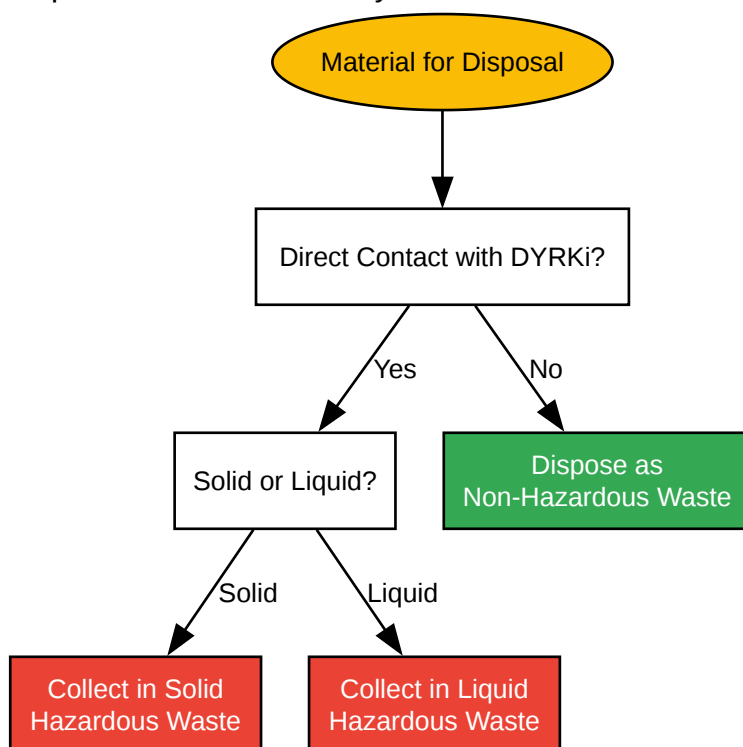 Material for Disposal
Direct Contact with DYRKi?
Yes
No
Solid or Liquid?
Dispose as
Non-Hazardous Waste
Solid
Liquid
Collect in Solid
Hazardous Waste
Collect in Liquid
Hazardous Waste